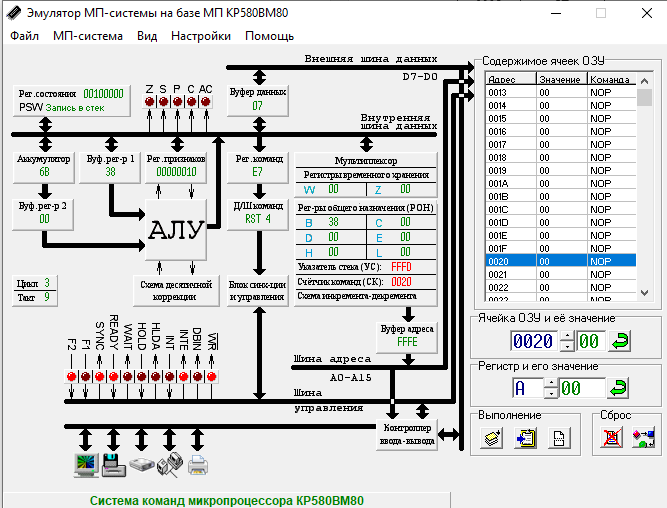 Эмулятор МП-системы на базе МП КР580ВМ80
Файл МП-система Вид Настройки Помощь
Внешняя шина данных
D7-D0
Рег.состояния 00100000
PSW Запись в стек
Z S P C AC
Буфер данных
07
Внутренняя
шина данных
Аккумулятор
6B
Буф.рег-р 1
38
Рег.признаков
00000010
Рег.команд
E7
Мультиплексор
Регистры временного хранения
W 00 Z 00
Буф.рег-р 2
00
АЛУ
Д/Ш команд
RST 4
Рег-ры общего назначения (РОН)
B 38 C 00
D 00 E 00
H 00 L 00
Указатель стека (УС): FFFD
Счётчик команд (СК): 0020
Схема инкремента-декремента
Цикл 3
Такт 9
Схема десятичной
коррекции
Блок синх-ции
и управления
Буфер адреса
FFFE
F2 F1 SYNC READY WAIT HOLD HLDA INT INTE DBIN WR
Шина адреса
A0-A15
Шина
управления
Контроллер
ввода-вывода
Система команд микропроцессора КР580ВМ80
Содержимое ячеек ОЗУ
Адрес Значение Команда
0013 00 NOP
0014 00 NOP
0015 00 NOP
0016 00 NOP
0017 00 NOP
0018 00 NOP
0019 00 NOP
001A 00 NOP
001B 00 NOP
001C 00 NOP
001D 00 NOP
001E 00 NOP
001F 00 NOP
0020 00 NOP
0021 00 NOP
0022 00 NOP
Ячейка ОЗУ и её значение
0020 00
Регистр и его значение
A 00
Выполнение
Сброс